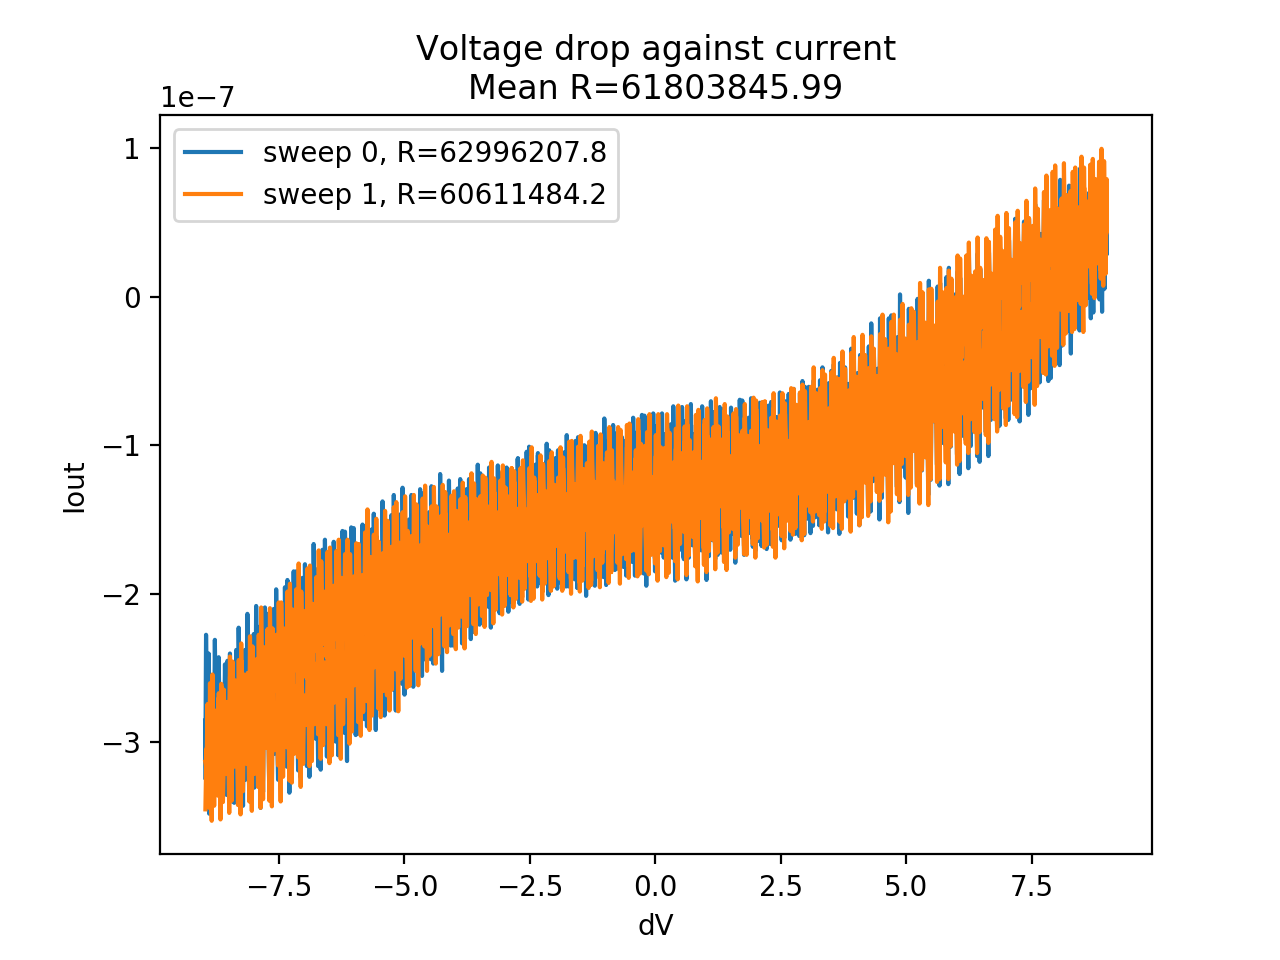 Voltage drop against current
Mean R=61803845.99
1e−7
sweep 0, R=62996207.8
sweep 1, R=60611484.2
1
0
−1
−2
−3
Iout
−7.5 −5.0 −2.5 0.0 2.5 5.0 7.5
dV